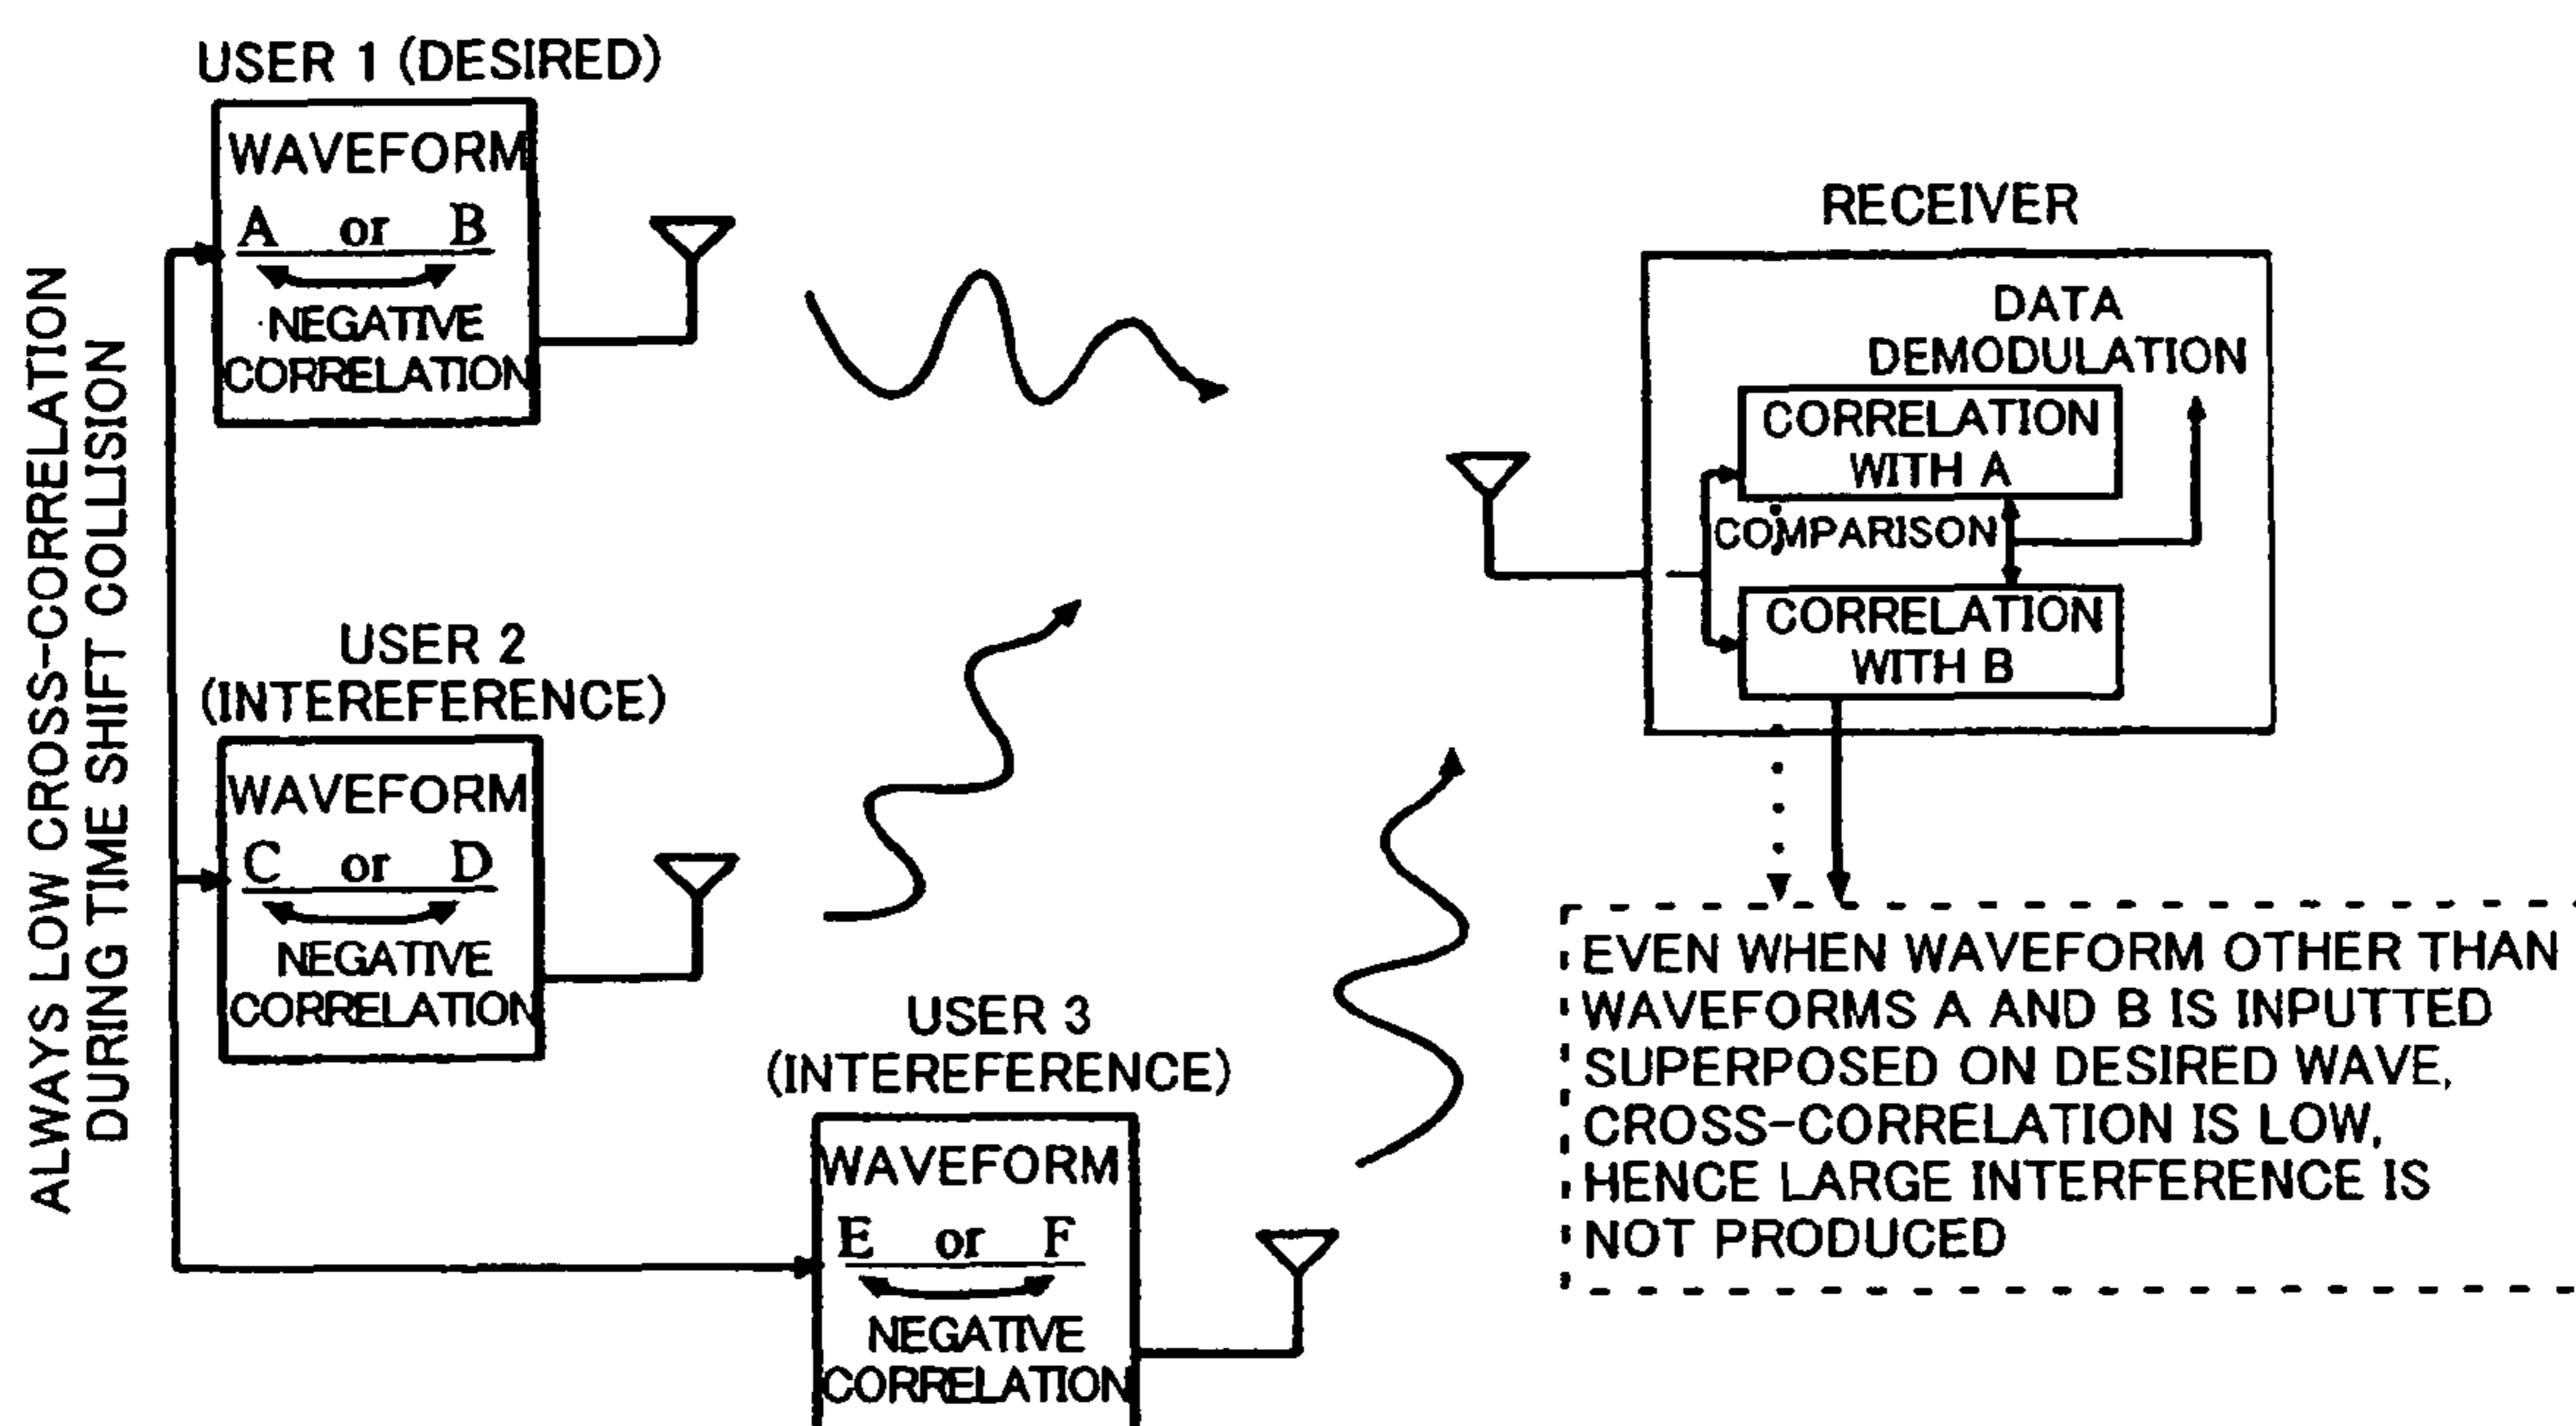 USER 1 (DESIRED)
WAVEFORM
A or B
NEGATIVE
CORRELATION
ALWAYS LOW CROSS-CORRELATION
DURING TIME SHIFT COLLISION
USER 2
(INTEREFERENCE)
WAVEFORM
C or D
NEGATIVE
CORRELATION
USER 3
(INTEREFERENCE)
WAVEFORM
E or F
NEGATIVE
CORRELATION
RECEIVER
DATA
DEMODULATION
CORRELATION
WITH A
COMPARISON
CORRELATION
WITH B
EVEN WHEN WAVEFORM OTHER THAN
WAVEFORMS A AND B IS INPUTTED
SUPERPOSED ON DESIRED WAVE,
CROSS-CORRELATION IS LOW,
HENCE LARGE INTERFERENCE IS
NOT PRODUCED